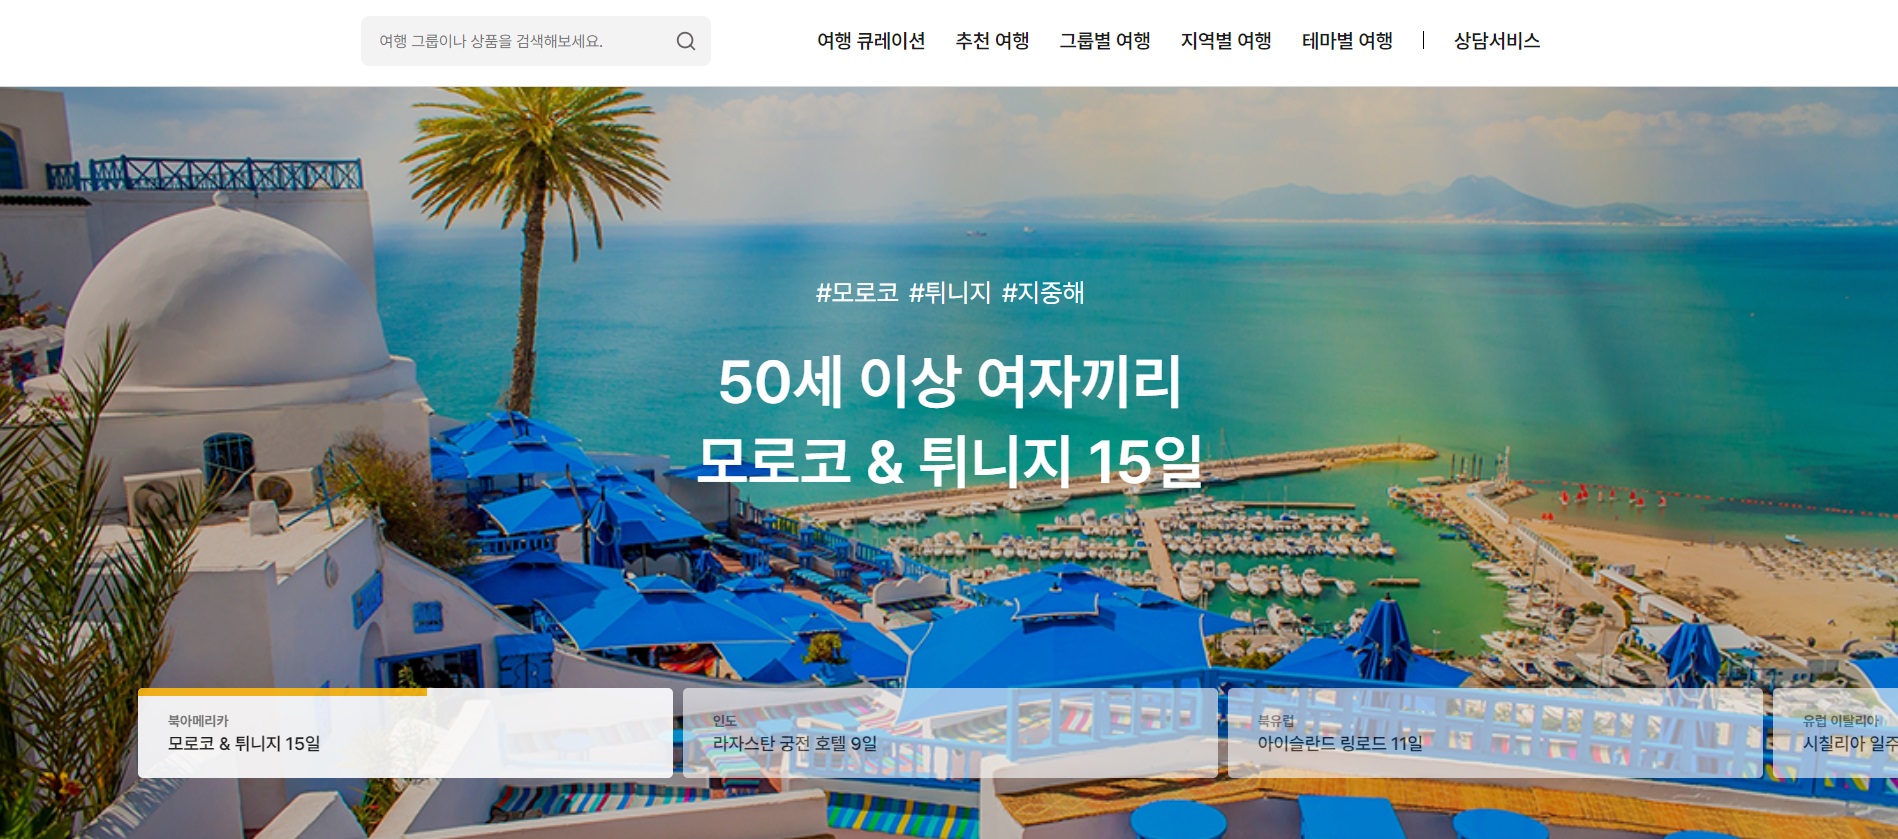 여행 그룹이나 상품을 검색해보세요.
여행 큐레이션 추천 여행 그룹별 여행 지역별 여행 테마별 여행 | 상담서비스
#모로코 #튀니지 #지중해
50세 이상 여자끼리
모로코 & 튀니지 15일
북아메리카
모로코 & 튀니지 15일
인도
라자스탄 궁전 호텔 9일
북유럽
아이슬란드 링로드 11일
유럽 이탈리아
시칠리아 일주